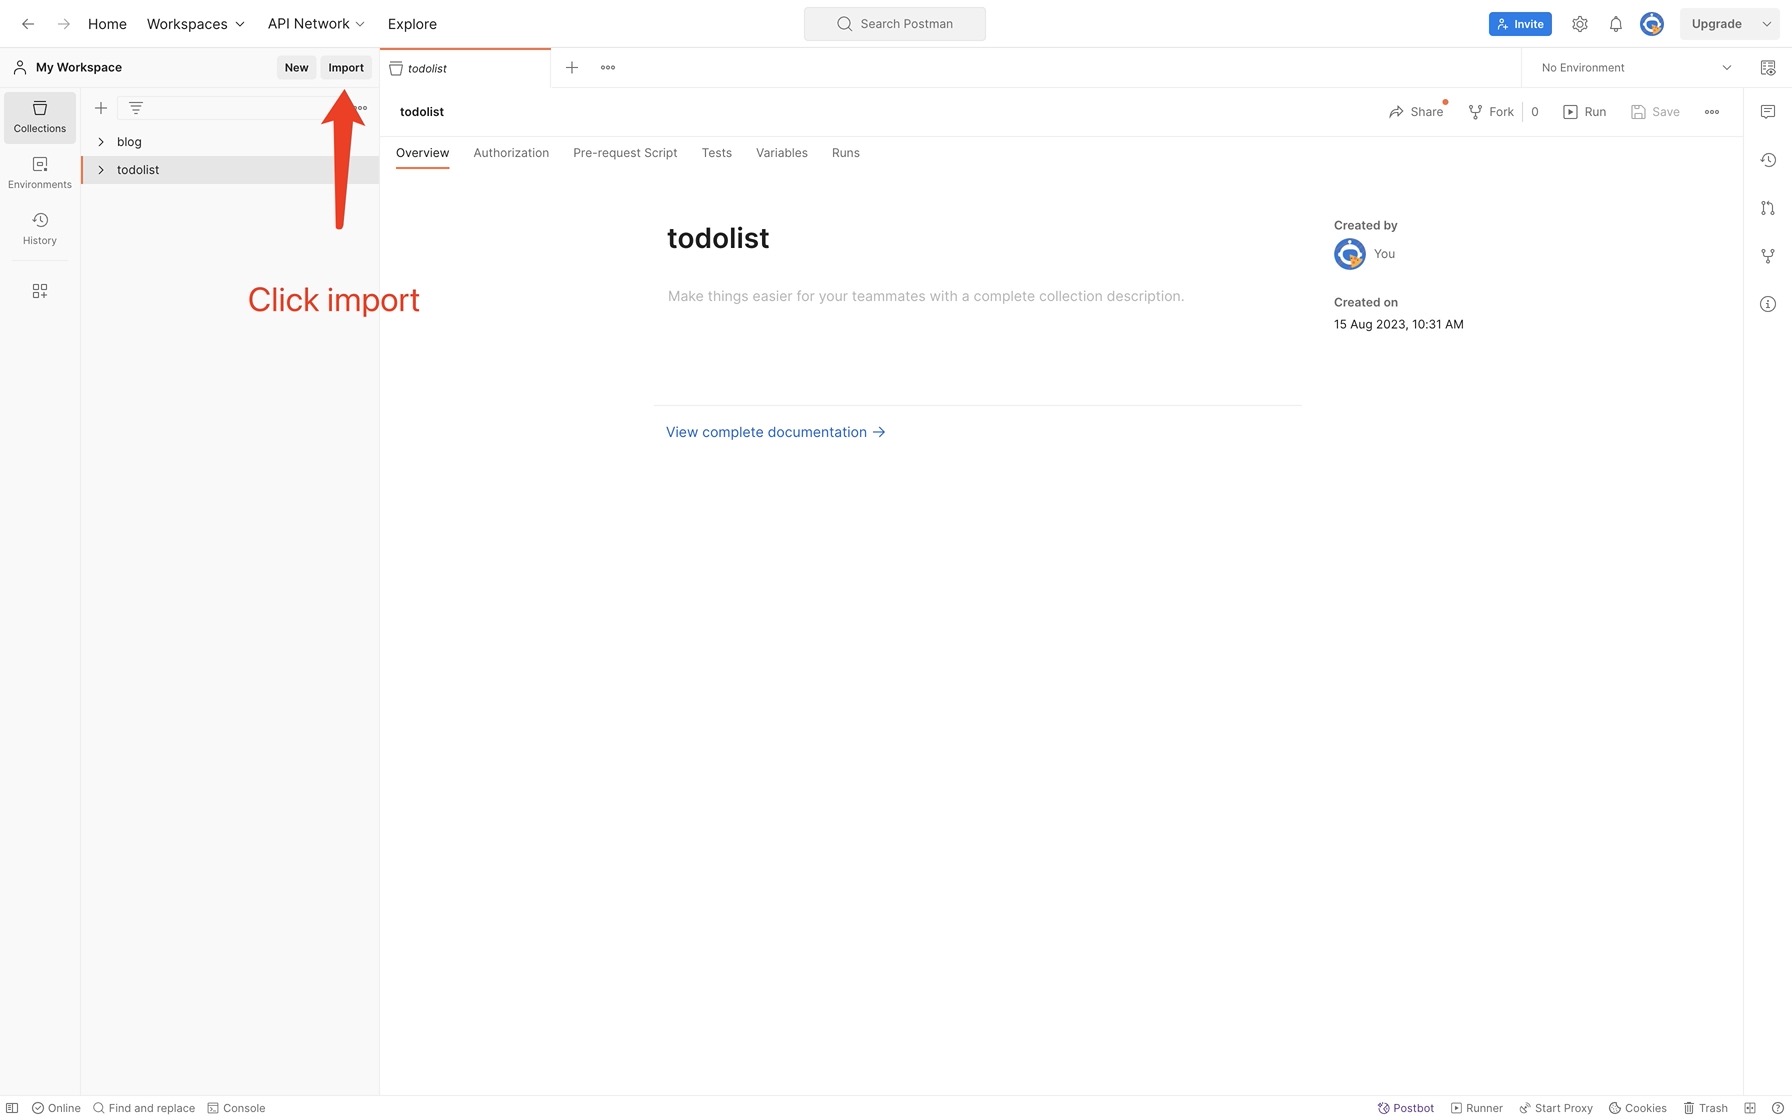 Home Workspaces API Network Explore Search Postman Invite Upgrade
My Workspace New Import todolist No Environment
Collections
Environments
History
blog
todolist
Click import
todolist Share Fork 0 Run Save
Overview Authorization Pre-request Script Tests Variables Runs
todolist
Make things easier for your teammates with a complete collection description.
View complete documentation →
Created by
You
Created on
15 Aug 2023, 10:31 AM
Online Find and replace Console Postbot Runner Start Proxy Cookies Trash